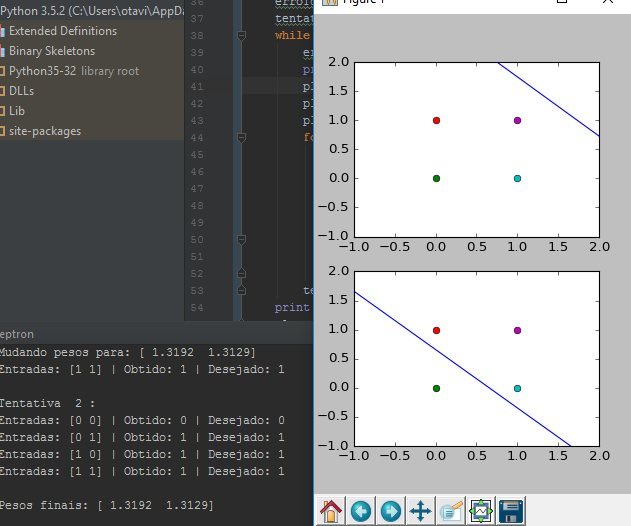 Python 3.5.2 (C:\Users\otavi\AppDa
Extended Definitions
Binary Skeletons
Python35-32 library root
DLLs
Lib
site-packages
37
tentat
38
while
39
er
40
pr
41
pl
42
pl
43
pl
44
fo
45
46
47
48
49
50
51
52
53
te
54
print
2.0
1.5
1.0
0.5
0.0
−0.5
−1.0
−1.0 −0.5 0.0 0.5 1.0 1.5 2.0
2.0
1.5
1.0
0.5
0.0
−0.5
−1.0
−1.0 −0.5 0.0 0.5 1.0 1.5 2.0
eptron
Mudando pesos para: [ 1.3192 1.3129]
Entradas: [1 1] | Obtido: 1 | Desejado: 1
Tentativa 2 :
Entradas: [0 0] | Obtido: 0 | Desejado: 0
Entradas: [0 1] | Obtido: 1 | Desejado: 1
Entradas: [1 0] | Obtido: 1 | Desejado: 1
Entradas: [1 1] | Obtido: 1 | Desejado: 1
Pesos finais: [ 1.3192 1.3129]